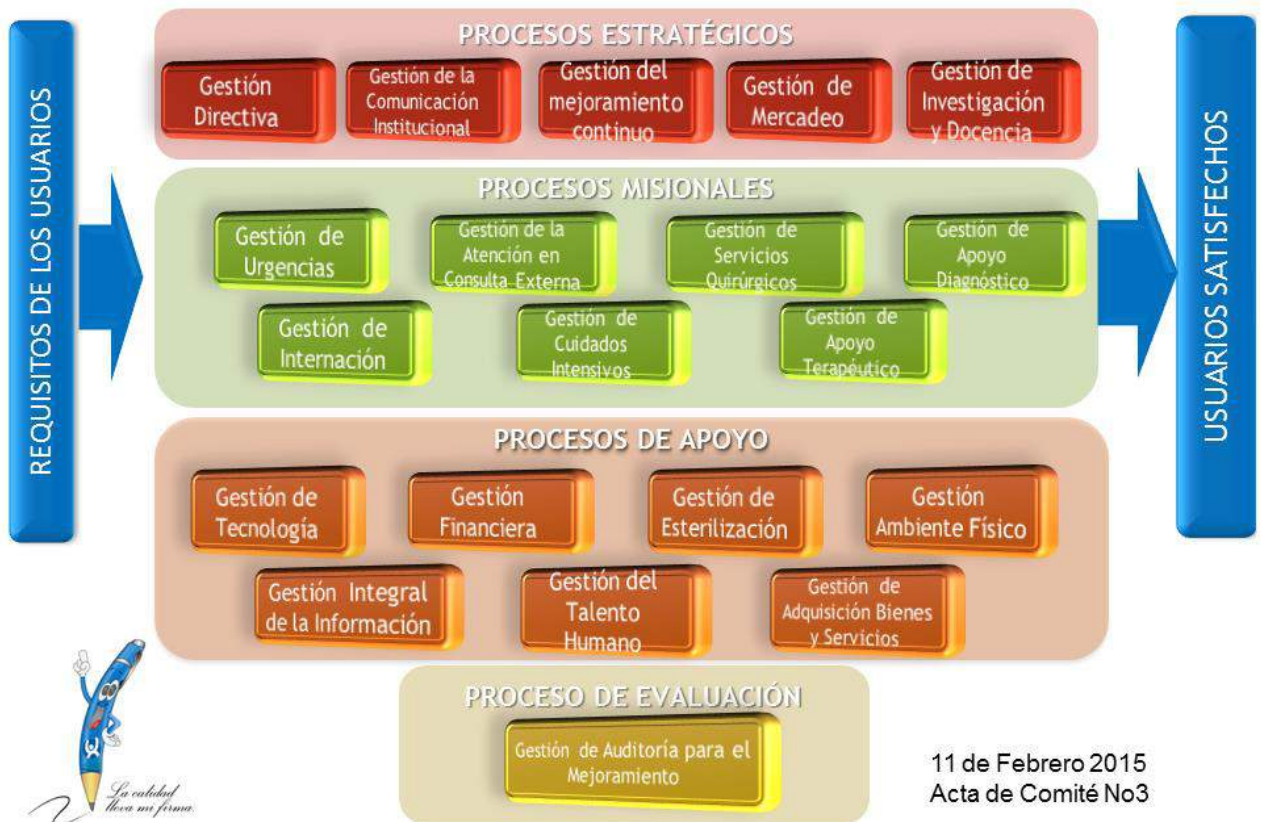 REQUISITOS DE LOS USUARIOS
PROCESOS ESTRATÉGICOS
Gestión
Directiva
Gestión de la
Comunicación
Institucional
Gestión del
mejoramiento
continuo
Gestión de
Mercadeo
Gestión de
Investigación
y Docencia
PROCESOS MISIONALES
Gestión de
Urgencias
Gestión de la
Atención en
Consulta Externa
Gestión de
Servicios
Quirúrgicos
Gestión de
Apoyo
Diagnóstico
Gestión de
Internación
Gestión de
Cuidados
Intensivos
Gestión de
Apoyo
Terapéutico
PROCESOS DE APOYO
Gestión de
Tecnología
Gestión
Financiera
Gestión de
Esterilización
Gestión
Ambiente Físico
Gestión Integral
de la Información
Gestión del
Talento
Humano
Gestión de
Adquisición Bienes
y Servicios
PROCESO DE EVALUACIÓN
Gestión de Auditoría para el
Mejoramiento
USUARIOS SATISFECHOS
La calidad
lleva mi firma.
11 de Febrero 2015
Acta de Comité No3